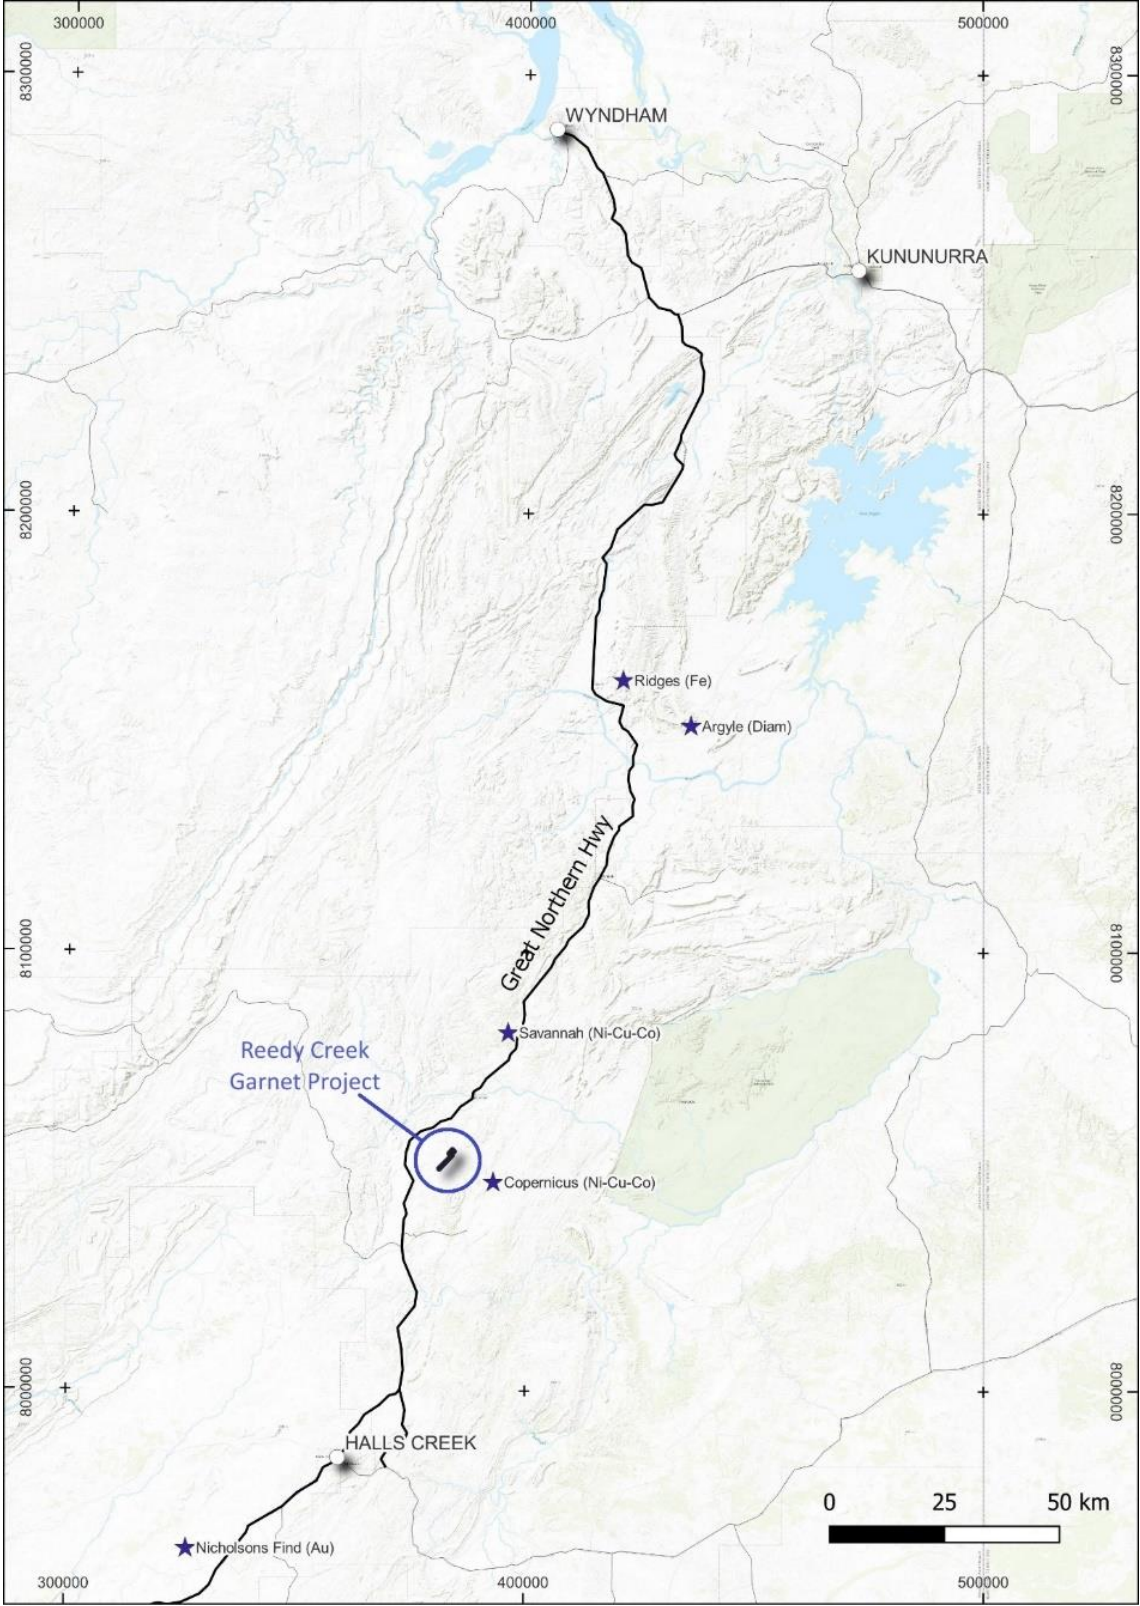 300000
400000
500000
8300000
8300000
WYNDHAM
KUNUNURRA
8200000
8200000
Ridges (Fe)
Argyle (Diam)
Great Northern Hwy
8100000
8100000
Savannah (Ni-Cu-Co)
Reedy Creek
Garnet Project
Copernicus (Ni-Cu-Co)
8000000
8000000
HALLS CREEK
0 25 50 km
Nicholsons Find (Au)
300000
400000
500000